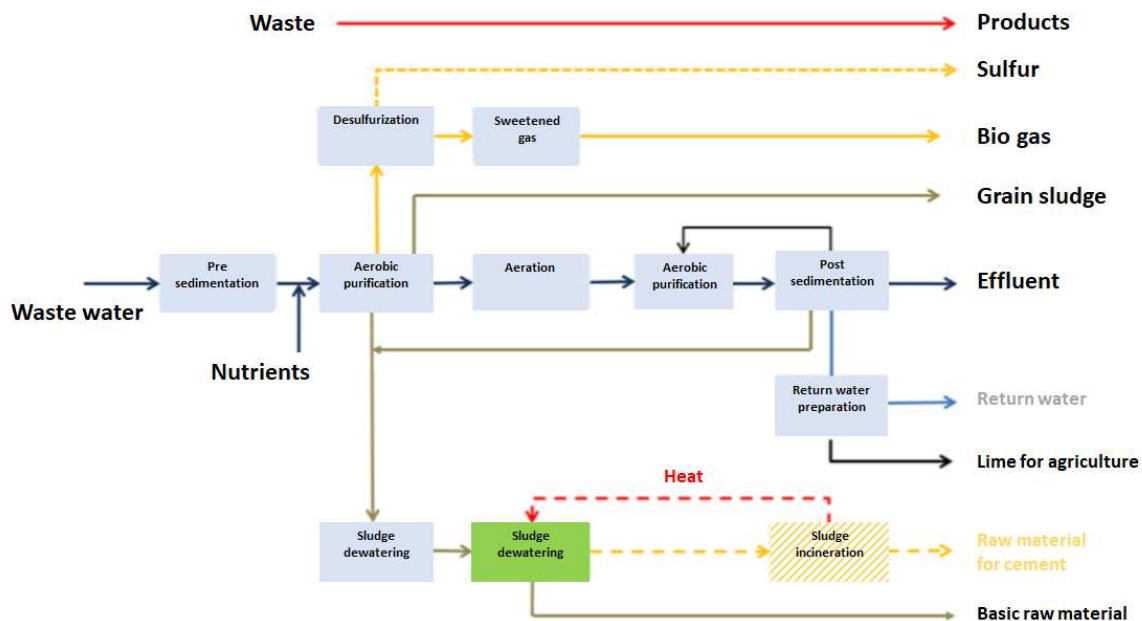 Waste
Products
Sulfur
Desulfurization
Sweetened
gas
Bio gas
Grain sludge
Pre
sedimentation
Aerobic
purification
Aeration
Aerobic
purification
Post
sedimentation
Effluent
Waste water
Nutrients
Return water
preparation
Return water
Lime for agriculture
Heat
Sludge
dewatering
Sludge
dewatering
Sludge
incineration
Raw material
for cement
Basic raw material